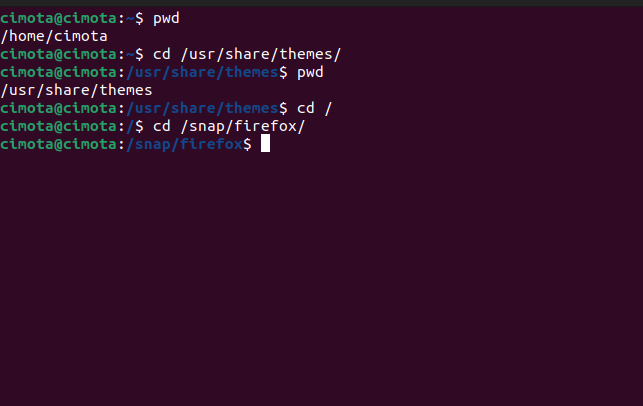 cimota@cimota:~$ pwd
/home/cimota
cimota@cimota:~$ cd /usr/share/themes/
cimota@cimota:/usr/share/themes$ pwd
/usr/share/themes
cimota@cimota:/usr/share/themes$ cd /
cimota@cimota:/$ cd /snap/firefox/
cimota@cimota:/snap/firefox$